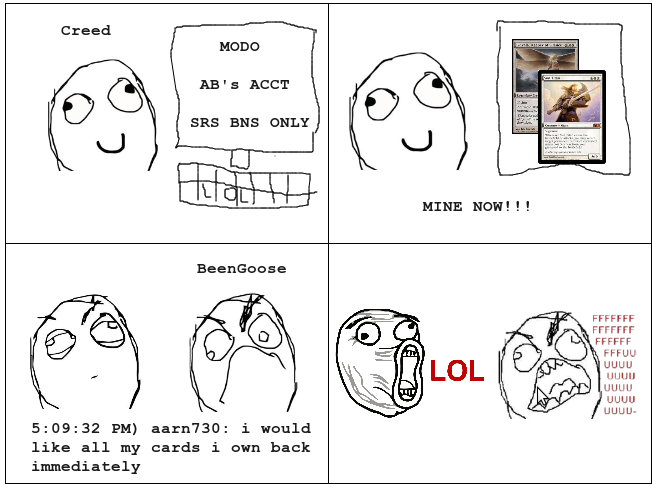 Creed
MODO
AB's ACCT
SRS BNS ONLY
LOL
MINE NOW!!!
BeenGoose
5:09:32 PM) aarn730: i would
like all my cards i own back
immediately
LOL
FFFFFFF
FFFFFFF
FFFFFF
FFFUU
UUUU
UUUU
UUUU
UUUU
UUUU-